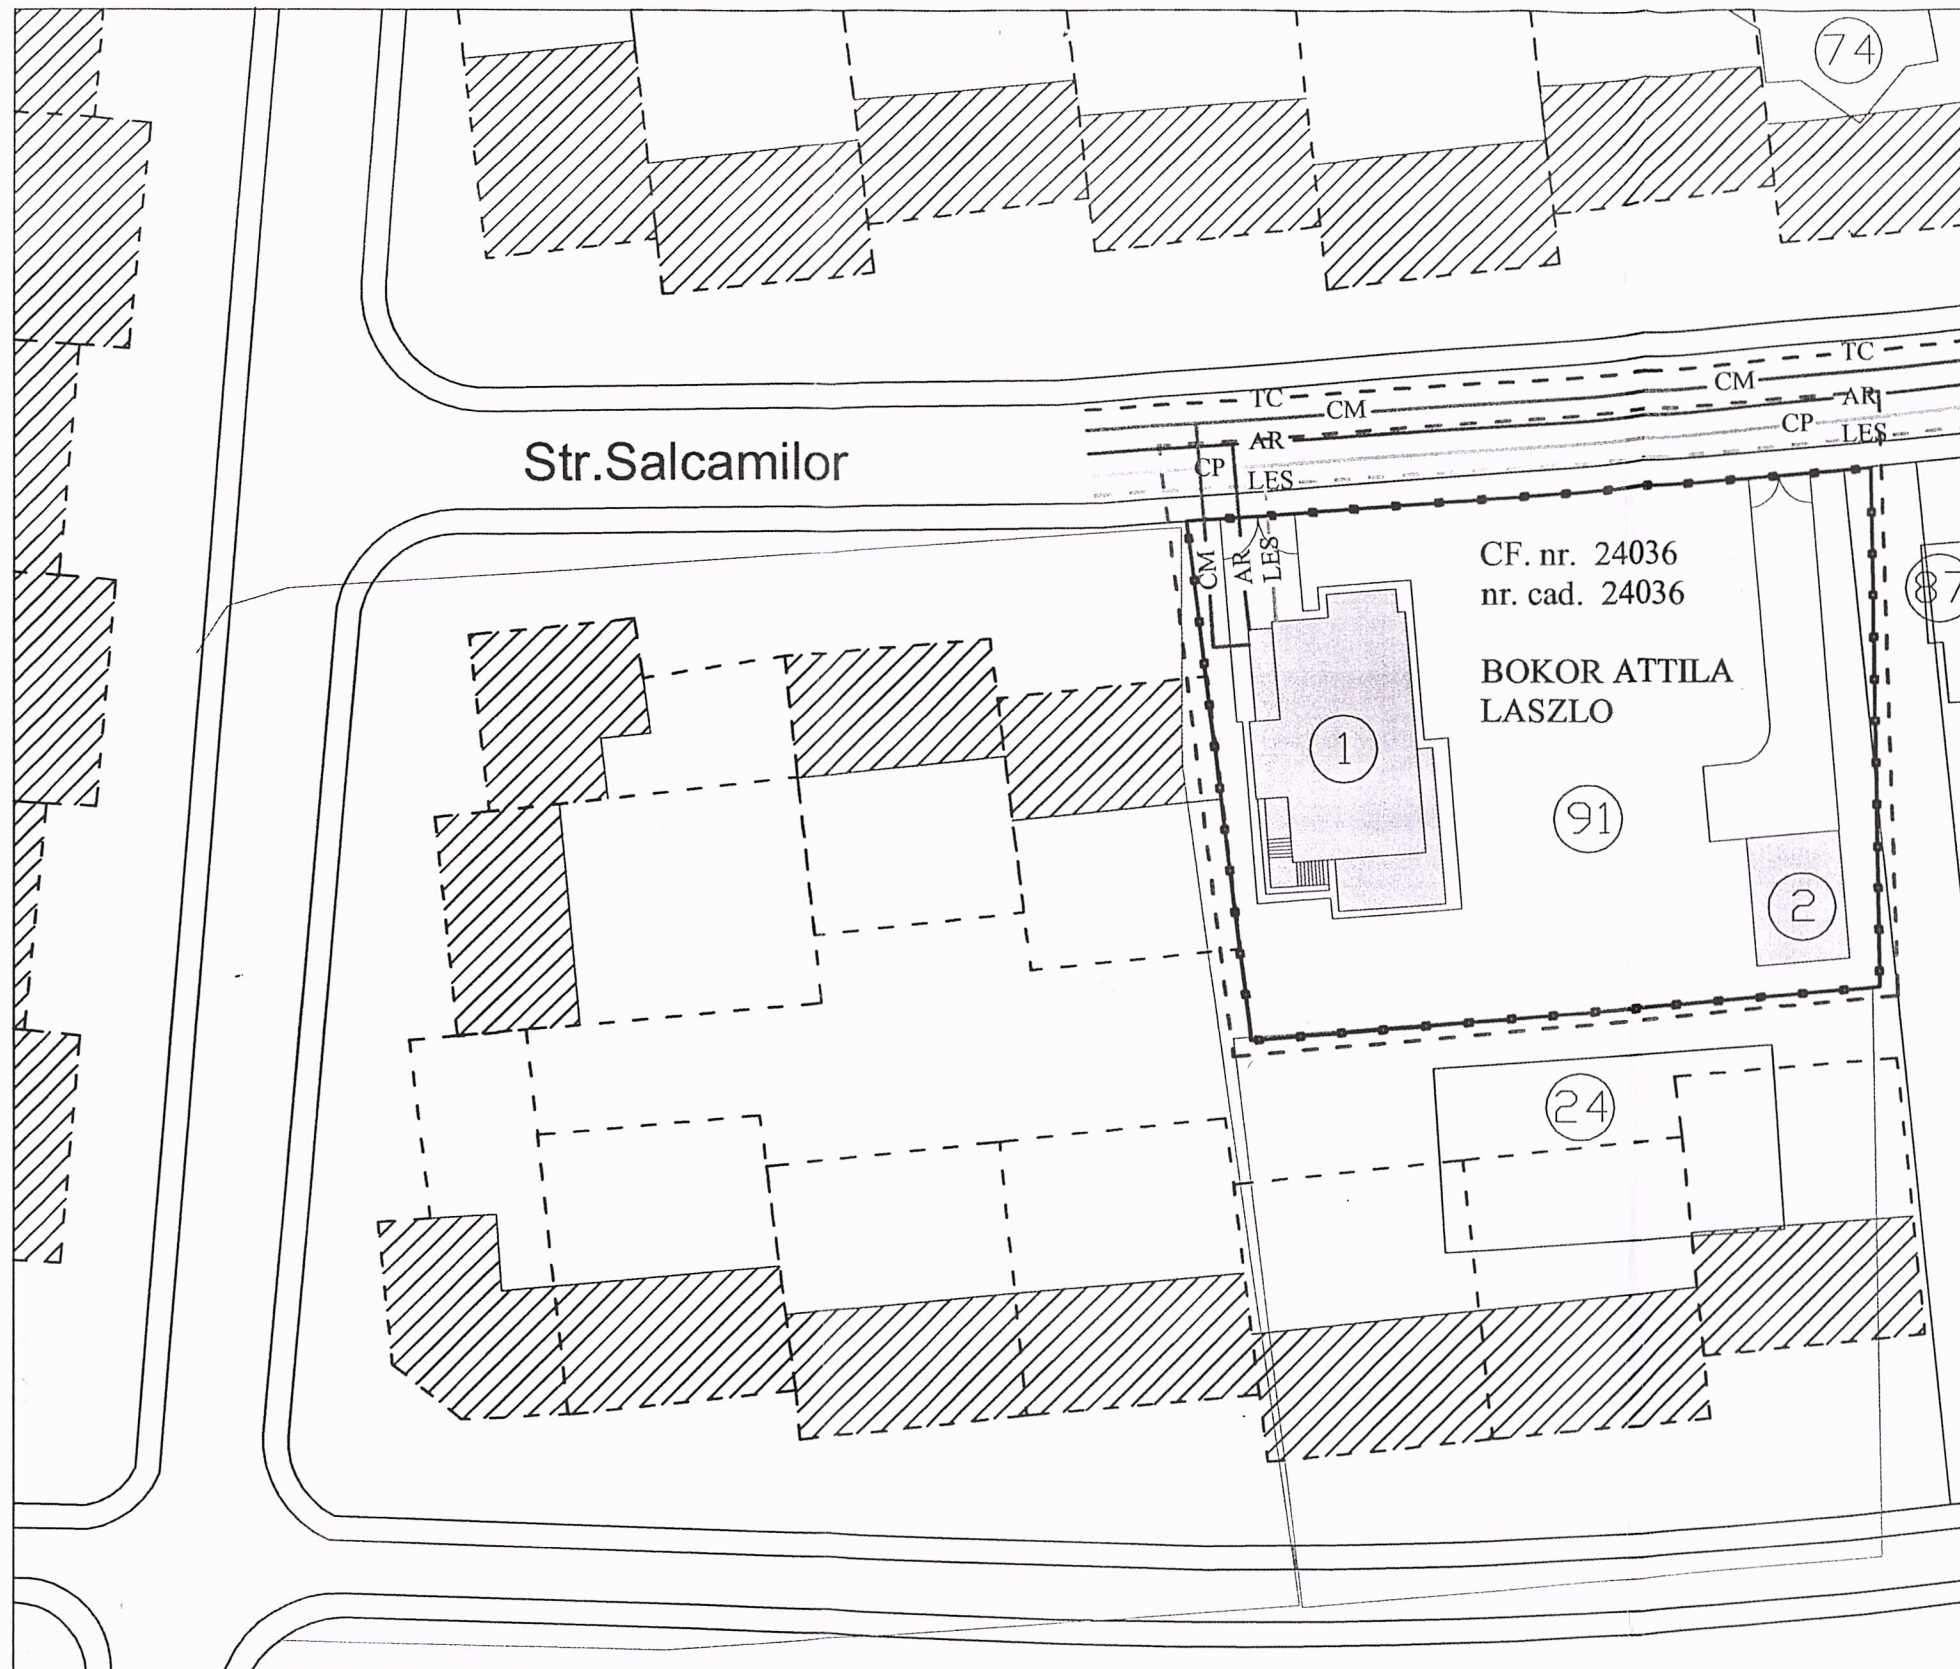 74
TC
CM
AR
CP
LES
TC
CM
AR
CP
LES
Str.Salcamilor
CM
AR
LES
CF. nr. 24036
nr. cad. 24036
87
BOKOR ATTILA
LASZLO
1
91
2
24